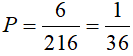 P = 6/216 = 1/36